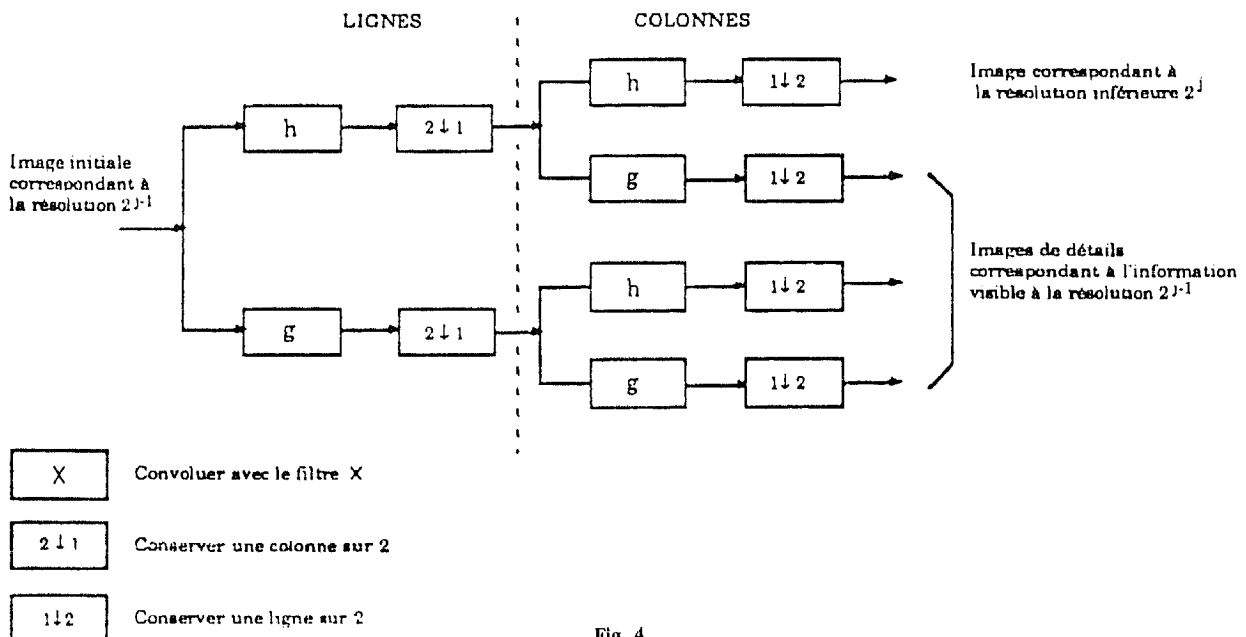 LIGNES
COLONNES
h
2↓1
h
1↓2
Image correspondant à
la résolution inférieure 2^j
Image initiale
correspondant à
la résolution 2^j-1
g
1↓2
g
2↓1
h
1↓2
g
1↓2
Images de détails
correspondant à l'information
visible à la résolution 2^j-1
X
Convoluer avec le filtre X
2↓1
Conserver une colonne sur 2
1↓2
Conserver une ligne sur 2
Fig. 4